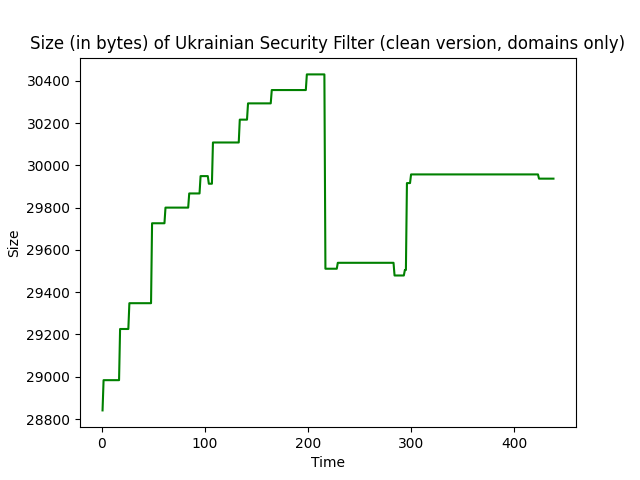 Size (in bytes) of Ukrainian Security Filter (clean version, domains only)
30400
30200
30000
29800
29600
29400
29200
29000
28800
Size
0 100 200 300 400
Time